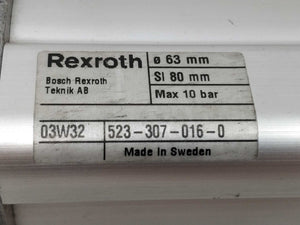 Rexroth
Bosch Rexroth
Teknik AB
ø 63 mm
Sl 80 mm
Max 10 bar
03W32
523-307-016-0
Made in Sweden